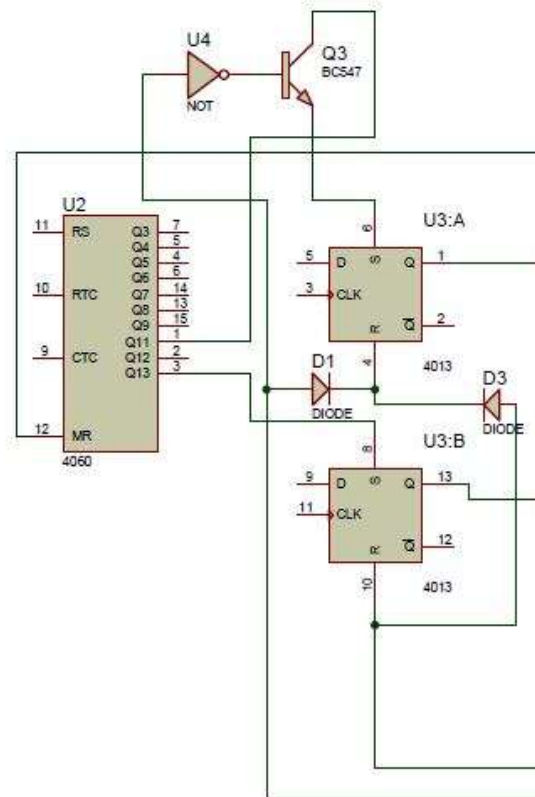 U4
NOT
Q3
BC547
U2
11 RS Q3 7
Q4 5
Q5 4
Q6 6
10 RTC Q7 14
Q8 13
Q9 15
Q11 1
9 CTC Q12 2
Q13 3
12 MR
4060
U3:A
6
5 D S Q 1
3 CLK
R Q 2
4
4013
D1
DIODE
D3
DIODE
U3:B
8
9 D S Q 13
11 CLK
R Q 12
10
4013